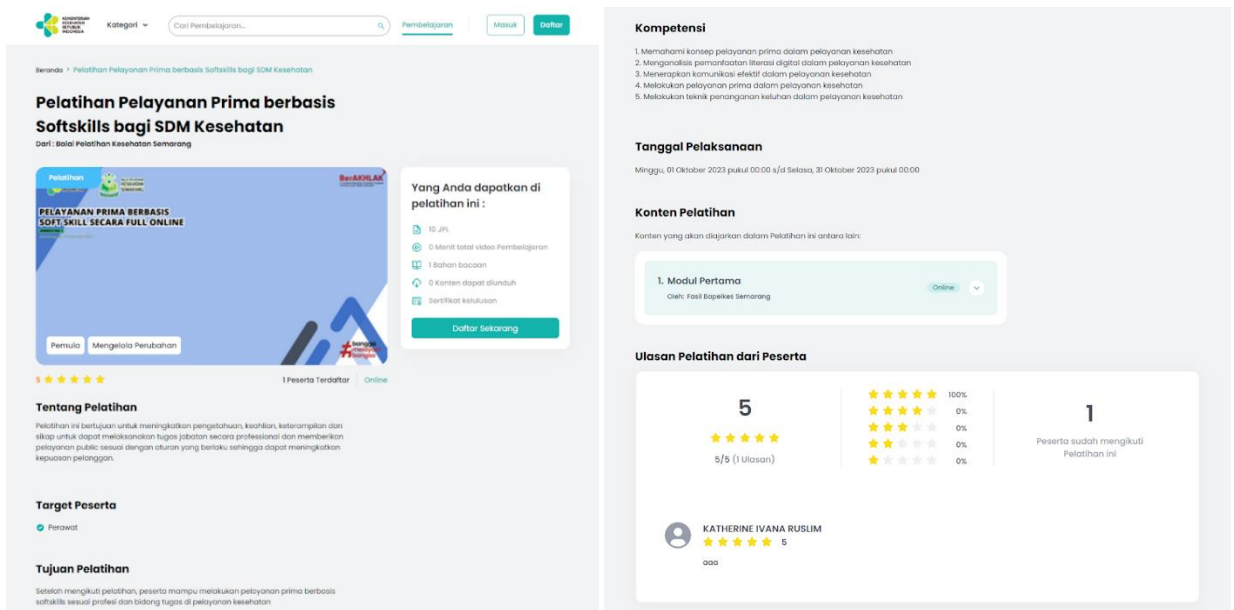 KEMENTERIAN
KESEHATAN
REPUBLIK
INDONESIA
Kategori
Cari Pembelajaran...
Pembelajaran
Masuk
Daftar
Beranda > Pelatihan Pelayanan Prima berbasis Softskills bagi SDM Kesehatan
Pelatihan Pelayanan Prima berbasis
Softskills bagi SDM Kesehatan
Dari : Balai Pelatihan Kesehatan Semarang
Pelatihan
BerAKHLAK
PELAYANAN PRIMA BERBASIS
SOFT SKILL SECARA FULL ONLINE
Pemula
Mengelola Perubahan
#bangga
melayani
bangsa
5
1 Peserta Terdaftar
Online
Yang Anda dapatkan di
pelatihan ini :
10 JPL
0 Menit total video Pembelajaran
1 Bahan bacaan
0 Konten dapat diunduh
Sertifikat kelulusan
Daftar Sekarang
Tentang Pelatihan
Pelatihan ini bertujuan untuk meningkatkan pengetahuan, keahlian, keterampilan dan
sikap untuk dapat melaksanakan tugas jabatan secara professional dan memberikan
pelayanan public sesuai dengan aturan yang berlaku sehingga dapat meningkatkan
kepuasan pelanggan.
Target Peserta
Perawat
Tujuan Pelatihan
Setelah mengikuti pelatihan, peserta mampu melakukan pelayanan prima berbasis
softskills sesuai profesi dan bidang tugas di pelayanan kesehatan
Kompetensi
1. Memahami konsep pelayanan prima dalam pelayanan kesehatan
2. Menganalisis pemanfaatan literasi digital dalam pelayanan kesehatan
3. Menerapkan komunikasi efektif dalam pelayanan kesehatan
4. Melakukan pelayanan prima dalam pelayanan kesehatan
5. Melakukan teknik penanganan keluhan dalam pelayanan kesehatan
Tanggal Pelaksanaan
Minggu, 01 Oktober 2023 pukul 00:00 s/d Selasa, 31 Oktober 2023 pukul 00:00
Konten Pelatihan
Konten yang akan diajarkan dalam Pelatihan ini antara lain:
1. Modul Pertama
Oleh: Fasil Bapelkes Semarang
Online
Ulasan Pelatihan dari Peserta
5
5/5 (1 Ulasan)
100%
0%
0%
0%
0%
1
Peserta sudah mengikuti
Pelatihan ini
KATHERINE IVANA RUSLIM
5
aaa